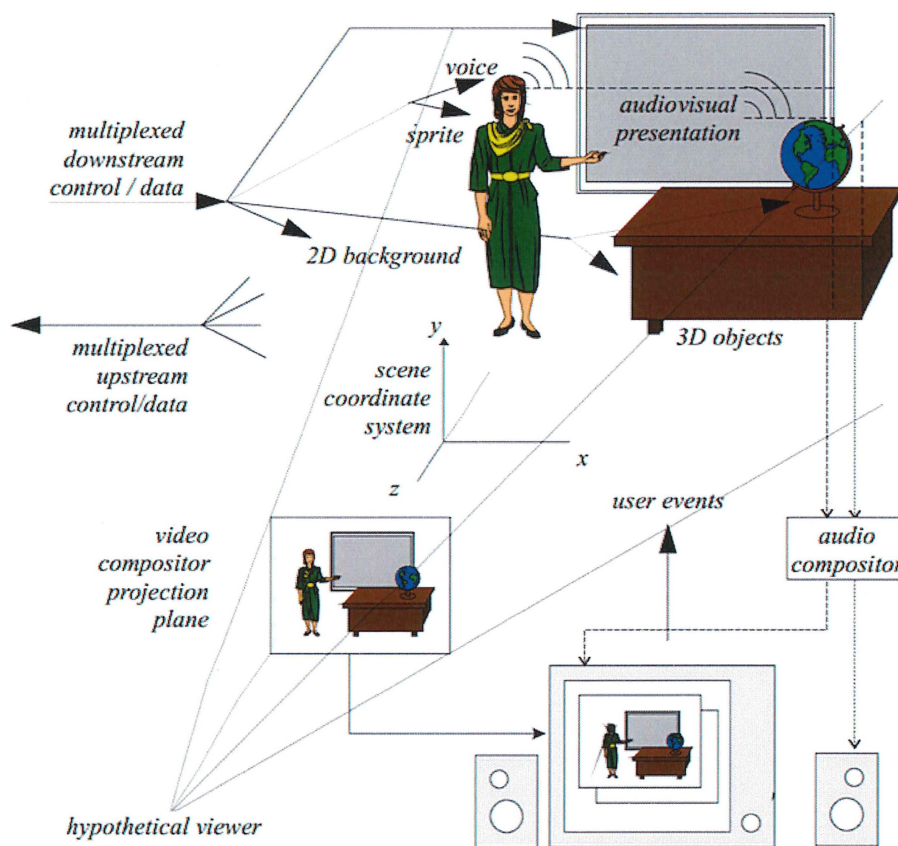 voice
sprite
audiovisual
presentation
multiplexed
downstream
control / data
2D background
3D objects
multiplexed
upstream
control/data
y
scene
coordinate
system
x
z
user events
video
compositor
projection
plane
audio
compositor
hypothetical viewer